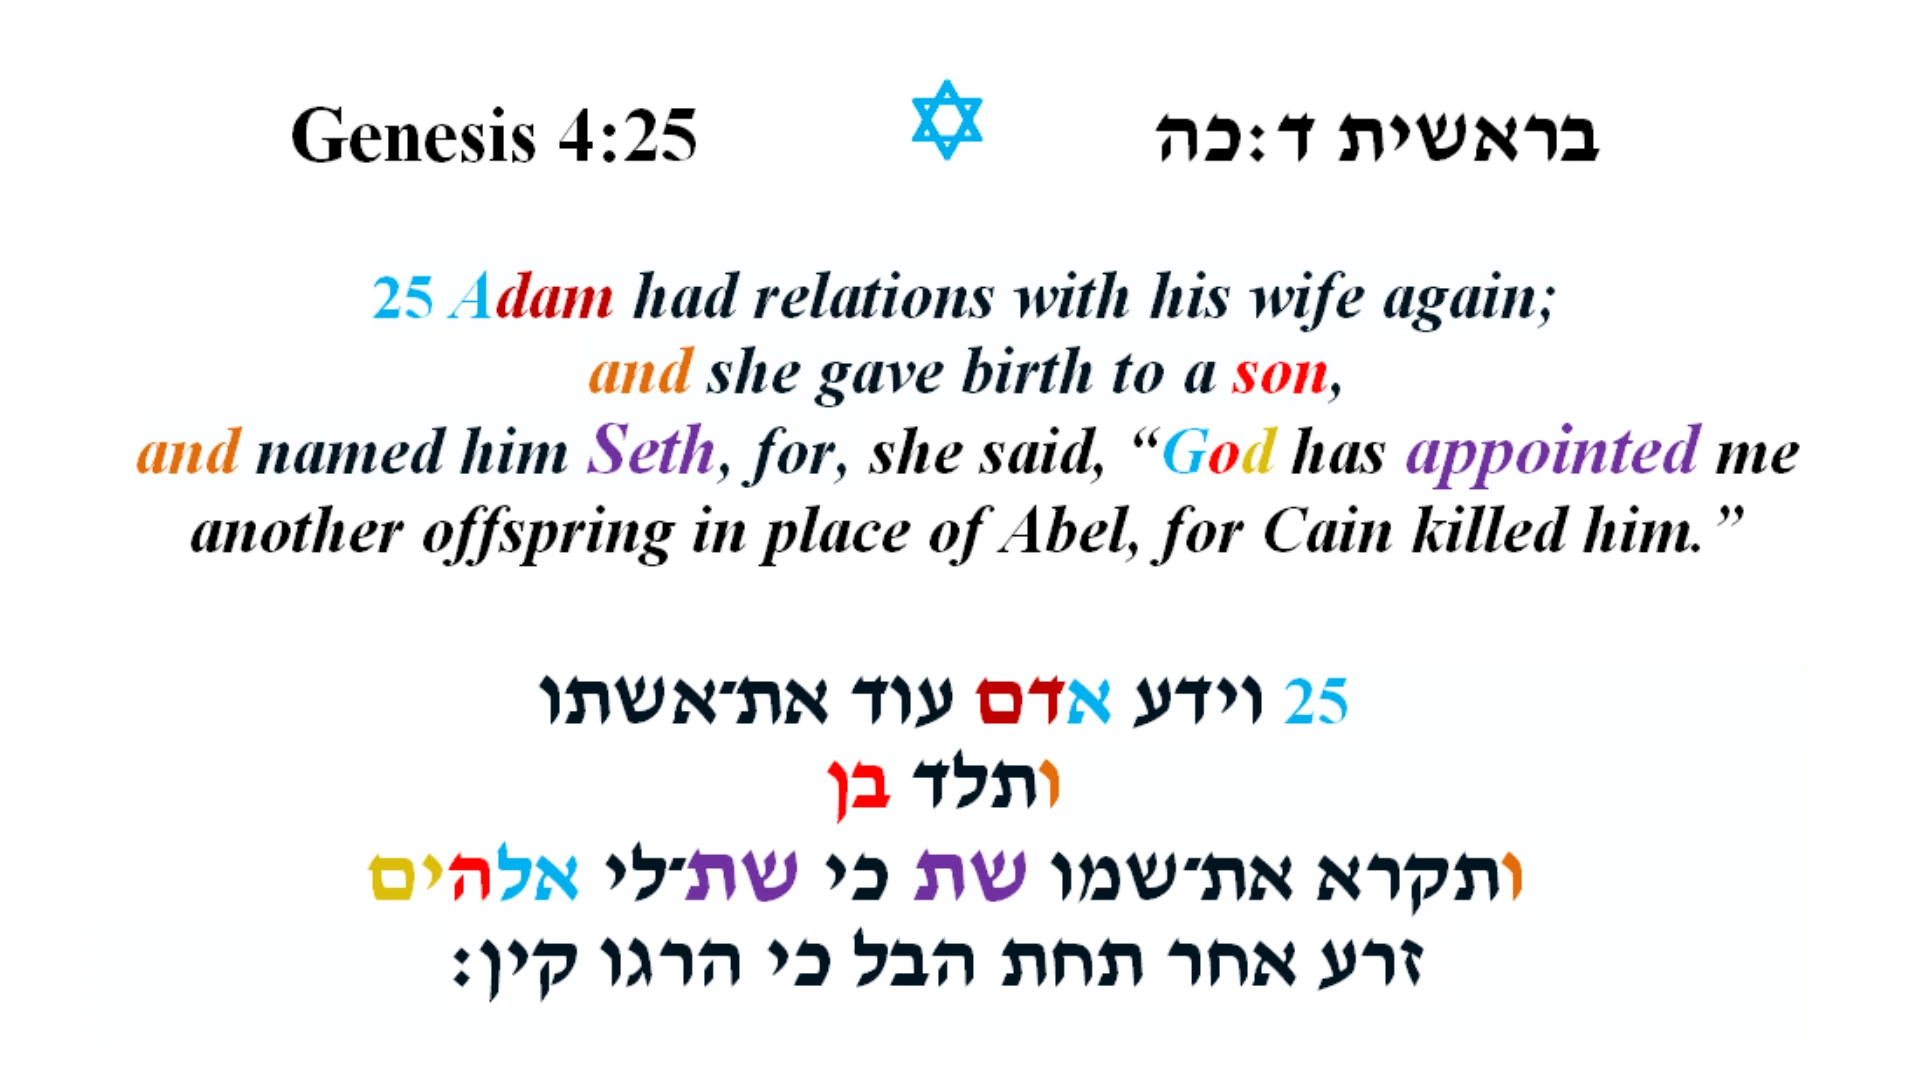 Genesis 4:25 ✡ בראשית ד:כה
25 Adam had relations with his wife again;
and she gave birth to a son,
and named him Seth, for, she said, “God has appointed me
another offspring in place of Abel, for Cain killed him.”
25 וידע אדם עוד את־אשתו
ותלד בן
ותקרא את־שמו שת כי שת־לי אלהים
זרע אחר תחת הבל כי הרגו קין: